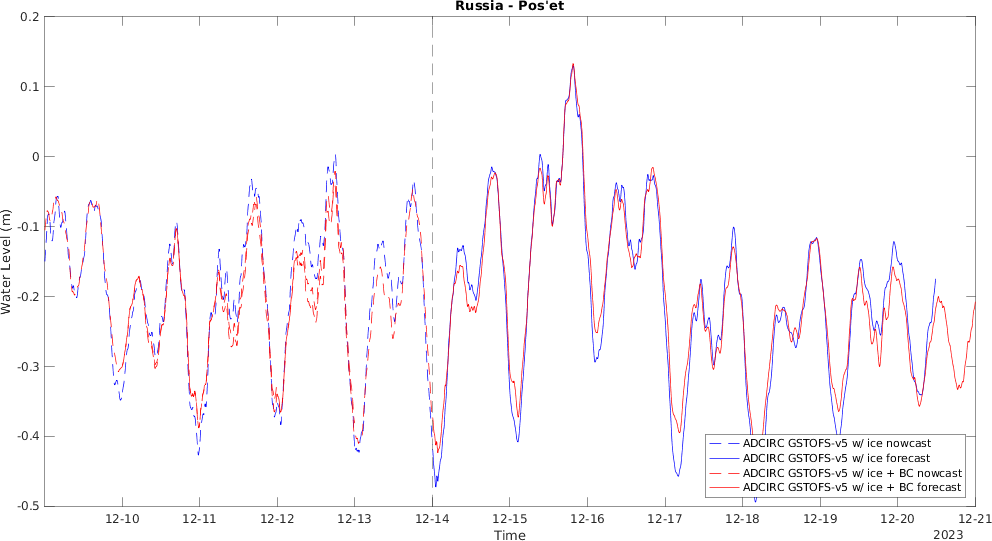 Russia - Pos'et
Water Level (m)
0.2
0.1
0
-0.1
-0.2
-0.3
-0.4
-0.5
ADCIRC GSTOFS-v5 w/ ice nowcast
ADCIRC GSTOFS-v5 w/ ice forecast
ADCIRC GSTOFS-v5 w/ ice + BC nowcast
ADCIRC GSTOFS-v5 w/ ice + BC forecast
12-10 12-11 12-12 12-13 12-14 12-15 12-16 12-17 12-18 12-19 12-20 12-21
Time
2023